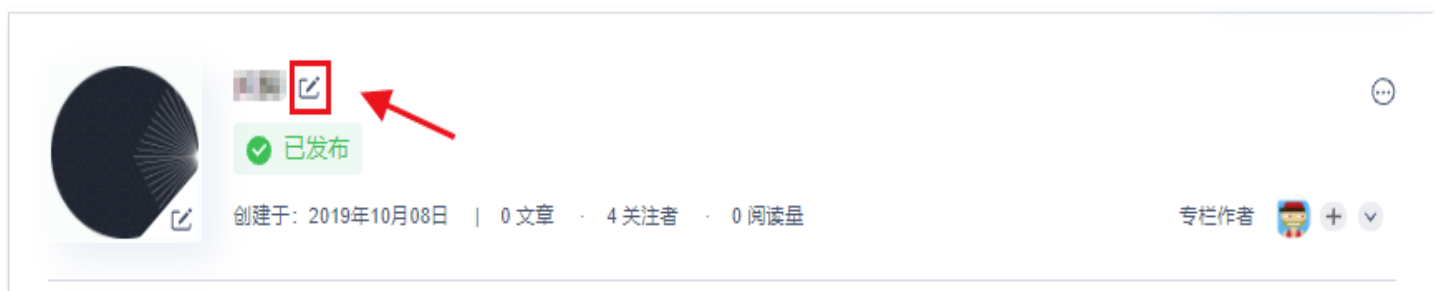 已发布
创建于：2019年10月08日 | 0 文章 · 4 关注者 · 0 阅读量 专栏作者